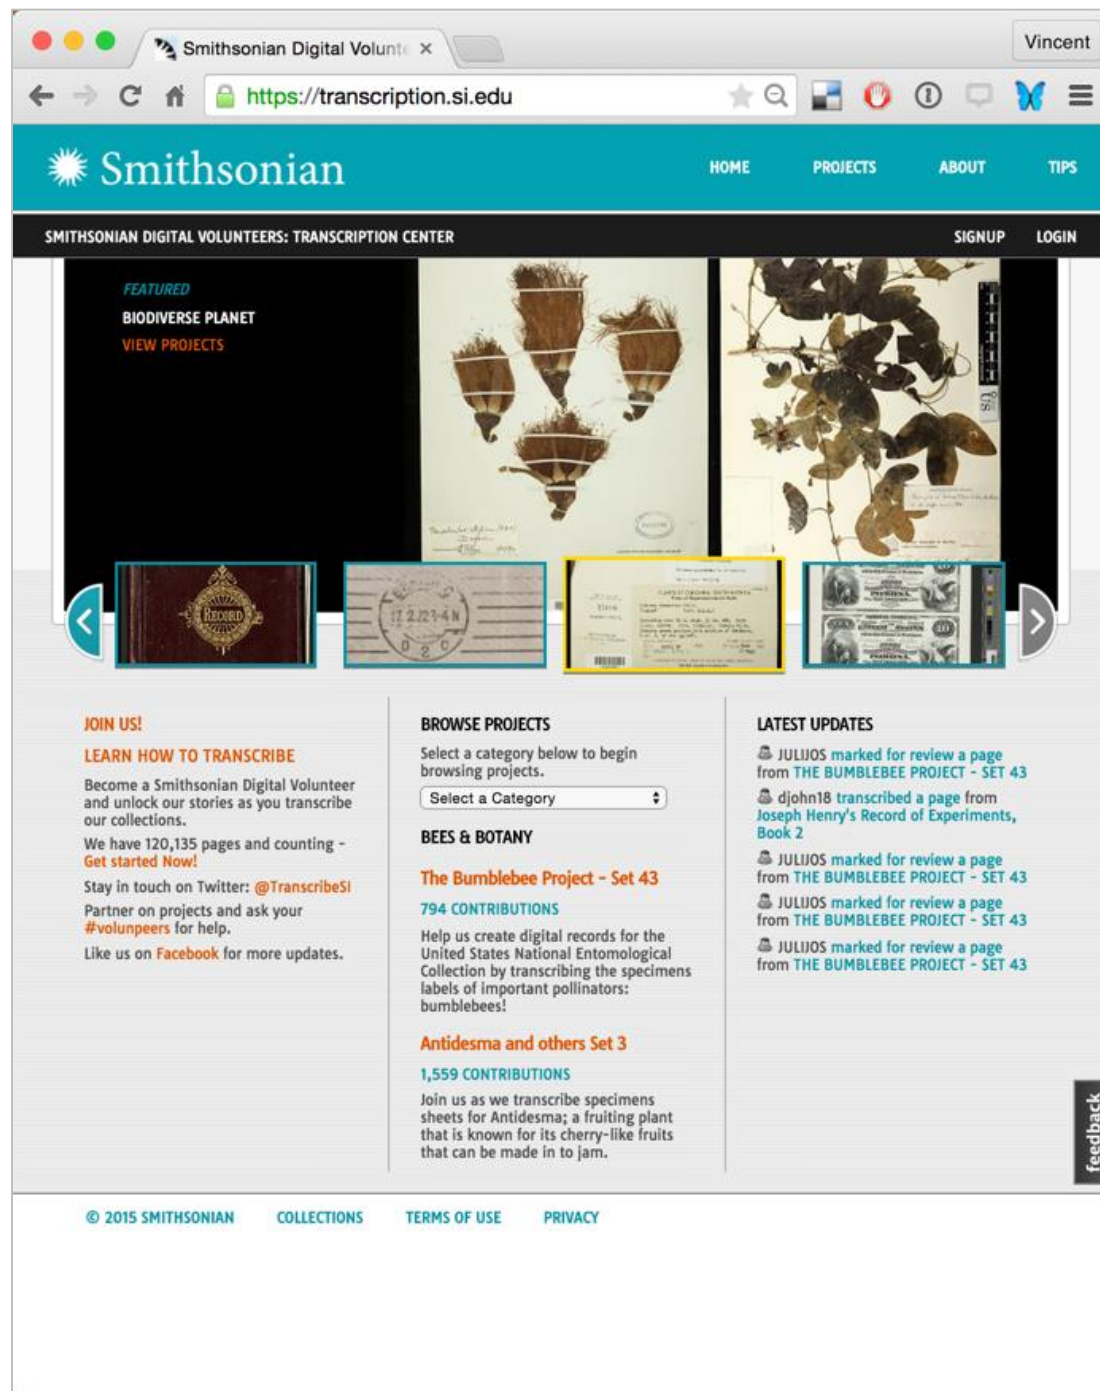 Smithsonian Digital Volunte
Vincent
https://transcription.si.edu
Smithsonian
HOME PROJECTS ABOUT TIPS
SMITHSONIAN DIGITAL VOLUNTEERS: TRANSCRIPTION CENTER
SIGNUP LOGIN
FEATURED
BIODIVERSE PLANET
VIEW PROJECTS
US
RECORD
JOIN US!
LEARN HOW TO TRANSCRIBE
Become a Smithsonian Digital Volunteer
and unlock our stories as you transcribe
our collections.
We have 120,135 pages and counting -
Get started Now!
Stay in touch on Twitter: @TranscribeSI
Partner on projects and ask your
#volunpeers for help.
Like us on Facebook for more updates.
BROWSE PROJECTS
Select a category below to begin
browsing projects.
Select a Category
BEES & BOTANY
The Bumblebee Project - Set 43
794 CONTRIBUTIONS
Help us create digital records for the
United States National Entomological
Collection by transcribing the specimens
labels of important pollinators:
bumblebees!
Antidesma and others Set 3
1,559 CONTRIBUTIONS
Join us as we transcribe specimens
sheets for Antidesma; a fruiting plant
that is known for its cherry-like fruits
that can be made in to jam.
LATEST UPDATES
JULIJOS marked for review a page
from THE BUMBLEBEE PROJECT - SET 43
djohn18 transcribed a page from
Joseph Henry's Record of Experiments,
Book 2
JULIJOS marked for review a page
from THE BUMBLEBEE PROJECT - SET 43
JULIJOS marked for review a page
from THE BUMBLEBEE PROJECT - SET 43
JULIJOS marked for review a page
from THE BUMBLEBEE PROJECT - SET 43
feedback
© 2015 SMITHSONIAN COLLECTIONS TERMS OF USE PRIVACY